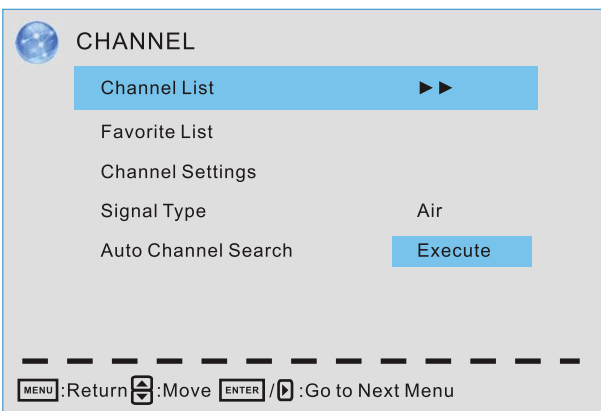 CHANNEL
Channel List ►►
Favorite List
Channel Settings
Signal Type Air
Auto Channel Search Execute
MENU :Return :Move ENTER / :Go to Next Menu